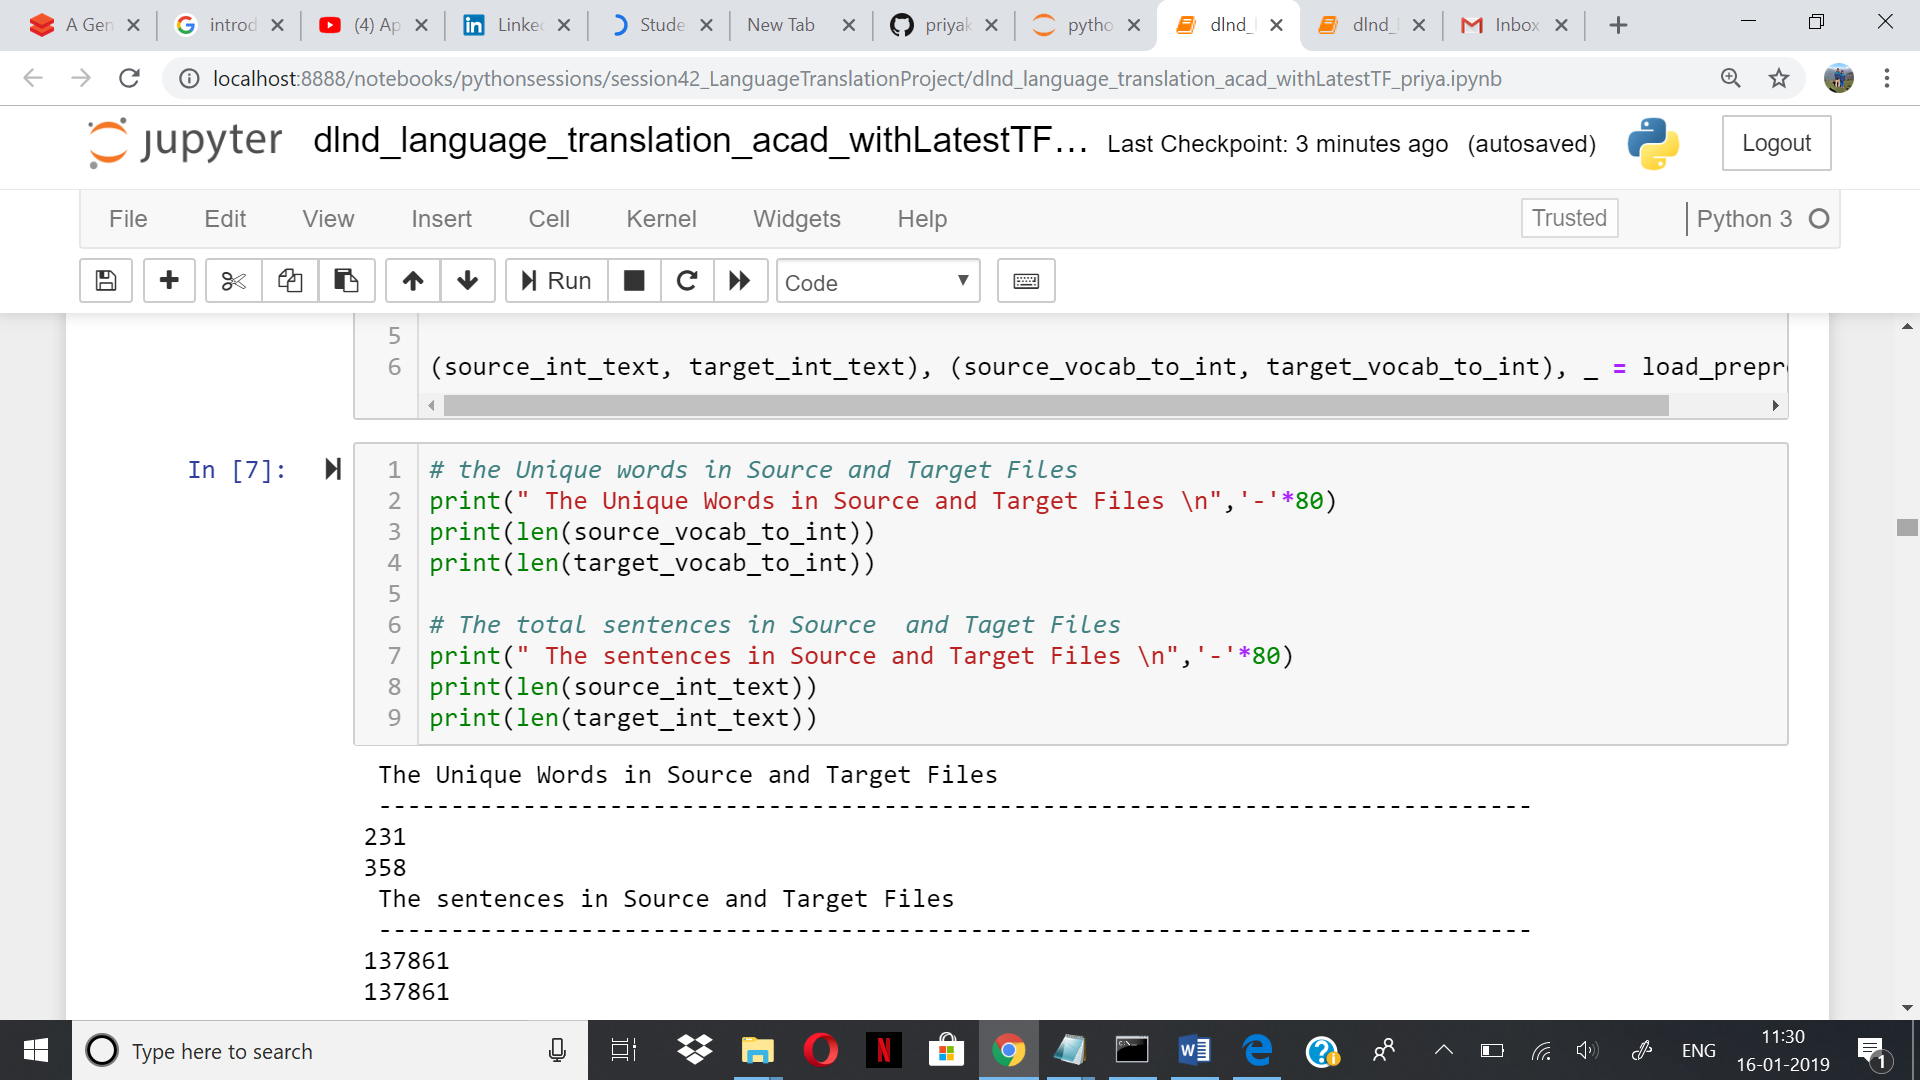 A Gen
introd
(4) Ap
in Linked
Stude
New Tab
priyak
pytho
dlnd_l
dlnd_l
Inbox
localhost:8888/notebooks/pythonsessions/session42_LanguageTranslationProject/dlnd_language_translation_acad_withLatestTF_priya.ipynb
jupyter dlnd_language_translation_acad_withLatestTF... Last Checkpoint: 3 minutes ago (autosaved) Logout
File Edit View Insert Cell Kernel Widgets Help Trusted Python 3
Run Code
5
6 (source_int_text, target_int_text), (source_vocab_to_int, target_vocab_to_int), _ = load_prepr
In [7]:
1 # the Unique words in Source and Target Files
2 print(" The Unique Words in Source and Target Files \n",'-'*80)
3 print(len(source_vocab_to_int))
4 print(len(target_vocab_to_int))
5
6 # The total sentences in Source  and Taget Files
7 print(" The sentences in Source and Target Files \n",'-'*80)
8 print(len(source_int_text))
9 print(len(target_int_text))
The Unique Words in Source and Target Files
--------------------------------------------------------------------------------
231
358
The sentences in Source and Target Files
--------------------------------------------------------------------------------
137861
137861
Type here to search
N
ENG
11:30
16-01-2019
1